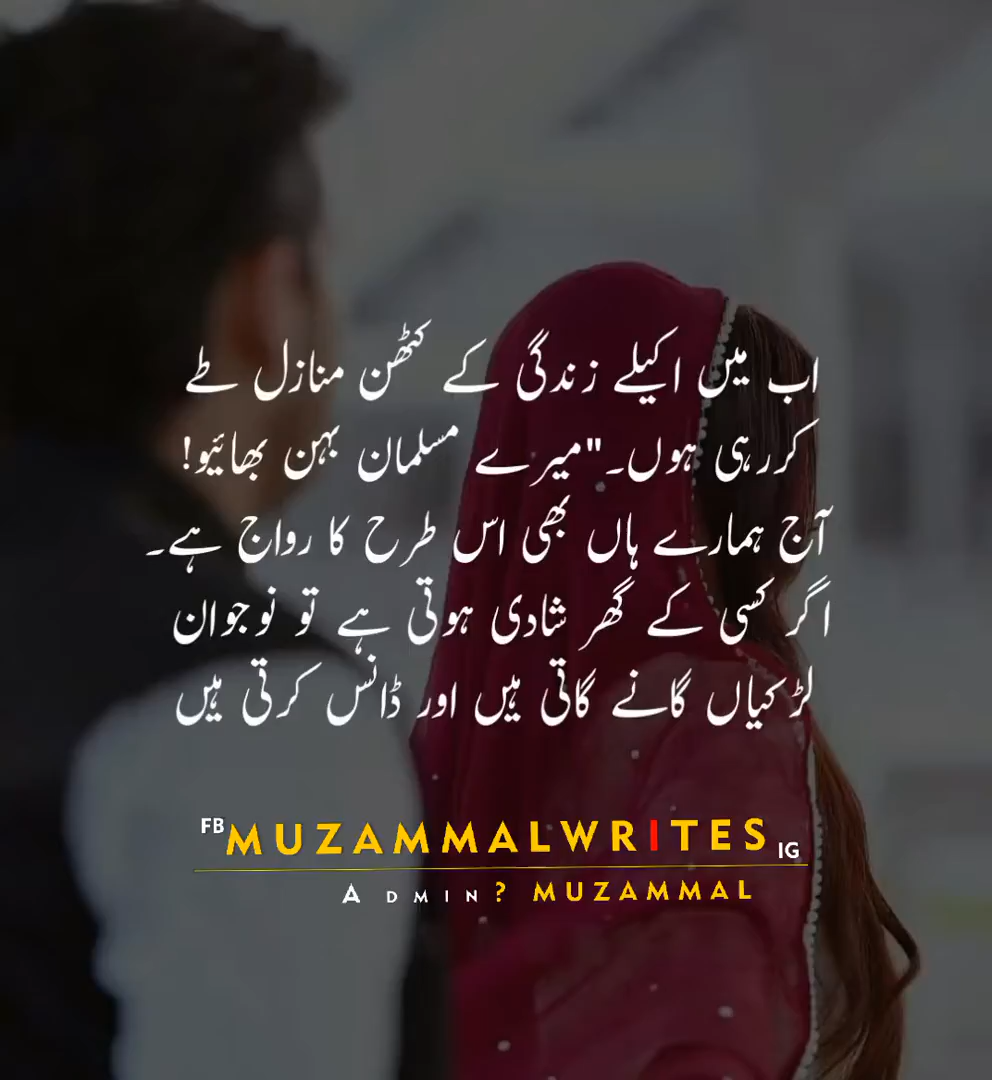 اب میں اکیلے زندگی کے کٹھن منازل طے
کررہی ہوں۔"میرے مسلمان بہن بھائیو!
آج ہمارے ہاں بھی اس طرح کا رواج ہے۔
اگر کسی کے گھر شادی ہوتی ہے تو نوجوان
لڑکیاں گانے گاتی ہیں اور ڈانس کرتی ہیں
FB MUZAMMALWRITES IG
ADMIN? MUZAMMAL